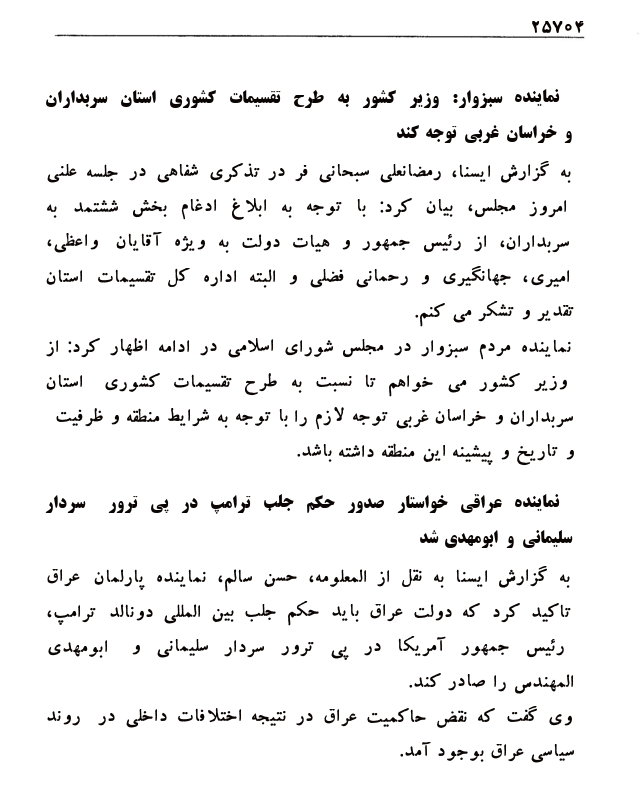 ۲۵۷۰۴
نماینده سبزوار: وزیر کشور به طرح تقسیمات کشوری استان سربداران
و خراسان غربی توجه کند
به گزارش ایسنا، رمضانعلی سبحانی فر در تذکری شفاهی در جلسه علنی
امروز مجلس، بیان کرد: با توجه به ابلاغ ادغام بخش ششتمد به
سربداران، از رئیس جمهور و هیات دولت به ویژه آقایان واعظی،
امیری، جهانگیری و رحمانی فضلی و البته اداره کل تقسیمات استان
تقدیر و تشکر می کنم.
نماینده مردم سبزوار در مجلس شورای اسلامی در ادامه اظهار کرد: از
وزیر کشور می خواهم تا نسبت به طرح تقسیمات کشوری استان
سربداران و خراسان غربی توجه لازم را با توجه به شرایط منطقه و ظرفیت
و تاریخ و پیشینه این منطقه داشته باشد.
نماینده عراقی خواستار صدور حکم جلب ترامپ در پی ترور سردار
سلیمانی و ابومهدی شد
به گزارش ایسنا به نقل از المعلومه، حسن سالم، نماینده پارلمان عراق
تاکید کرد که دولت عراق باید حکم جلب بین المللی دونالد ترامپ،
رئیس جمهور آمریکا در پی ترور سردار سلیمانی و ابومهدی
المهندس را صادر کند.
وی گفت که نقض حاکمیت عراق در نتیجه اختلافات داخلی در روند
سیاسی عراق بوجود آمد.